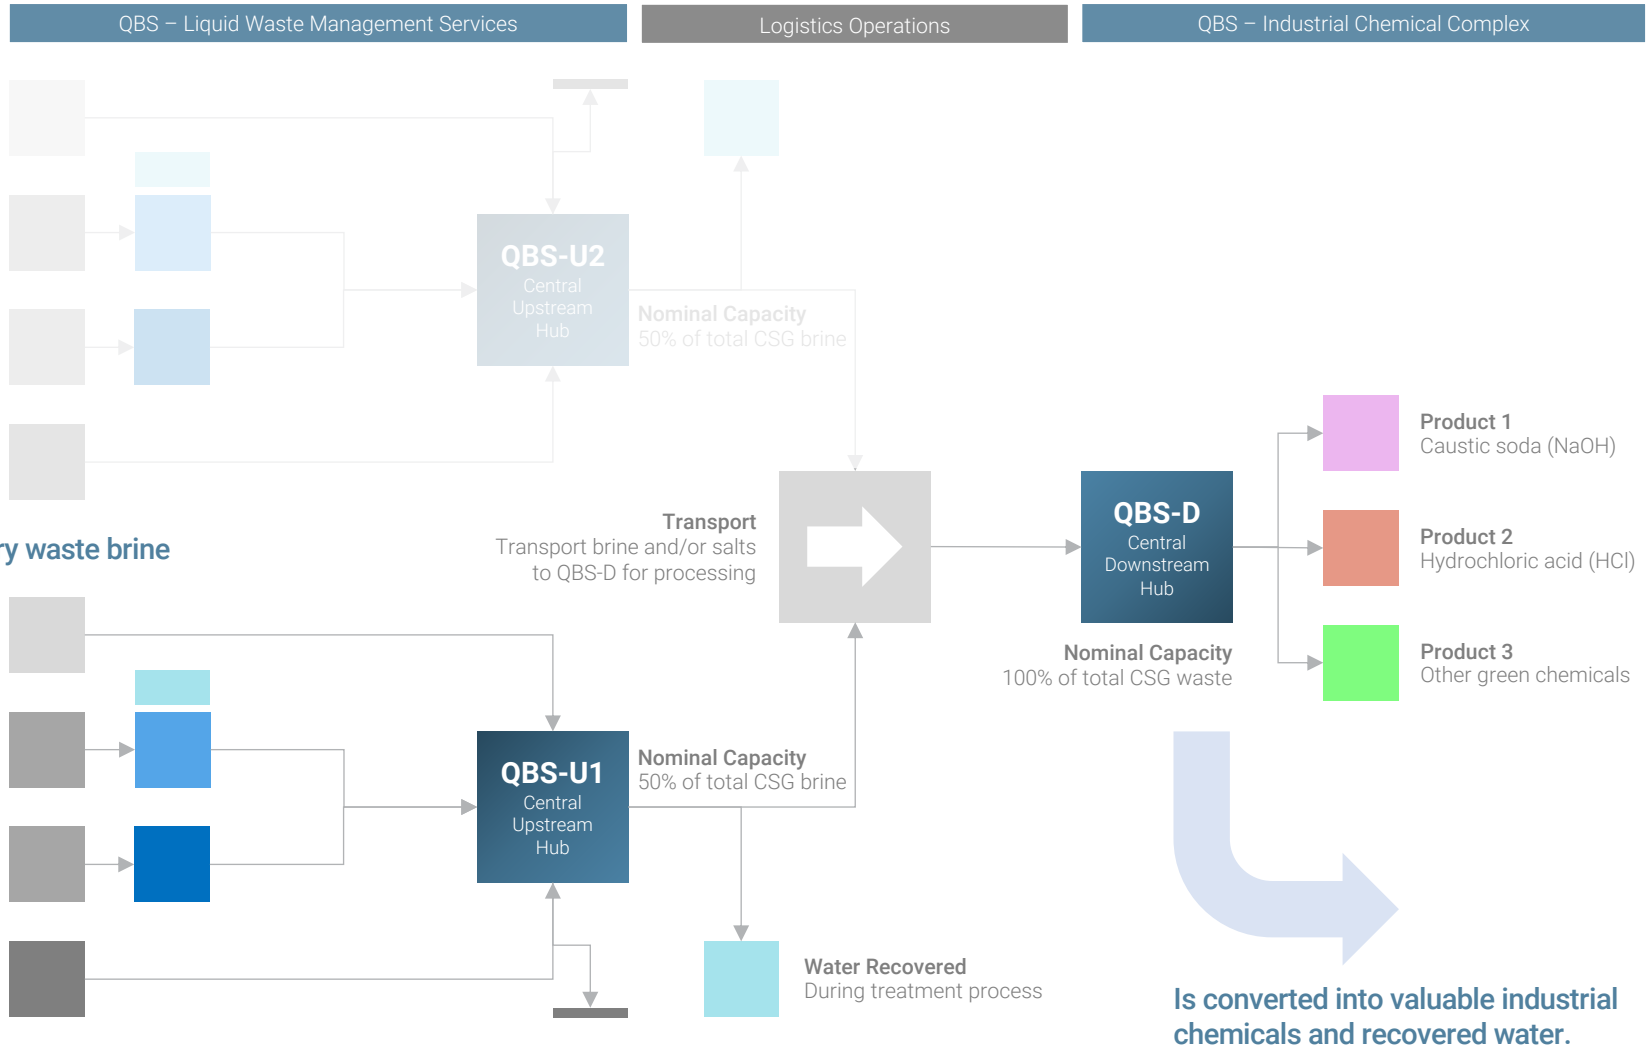 QBS – Liquid Waste Management Services
Logistics Operations
QBS – Industrial Chemical Complex
QBS-U2
Central
Upstream
Hub
Nominal Capacity
50% of total CSG brine
Transport
Transport brine and/or salts
to QBS-D for processing
QBS-D
Central
Downstream
Hub
Nominal Capacity
100% of total CSG waste
Product 1
Caustic soda (NaOH)
Product 2
Hydrochloric acid (HCl)
Product 3
Other green chemicals
ry waste brine
QBS-U1
Central
Upstream
Hub
Nominal Capacity
50% of total CSG brine
Water Recovered
During treatment process
Is converted into valuable industrial
chemicals and recovered water.